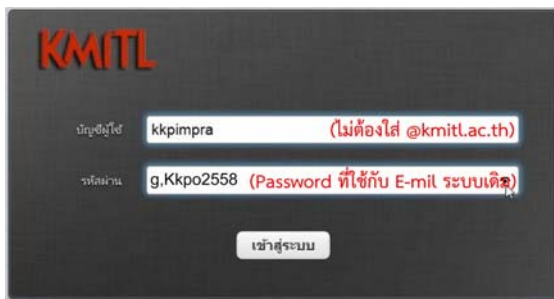 KMITL
บัญชีผู้ใช้ kkpimpra (ไม่ต้องใส่ @kmitl.ac.th)
รหัสผ่าน g,Kkpo2558 (Password ที่ใช้กับ E-mil ระบบเดิม)
เข้าสู่ระบบ